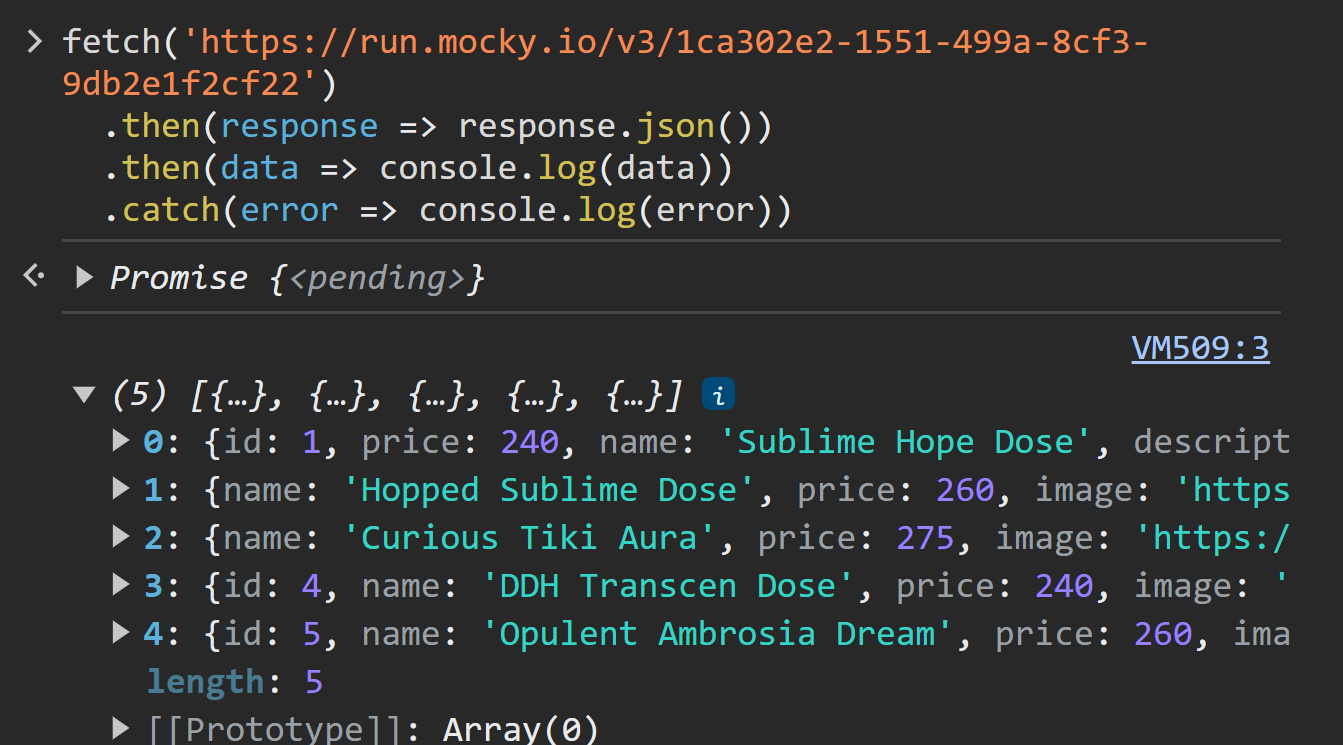 fetch('https://run.mocky.io/v3/1ca302e2-1551-499a-8cf3-
9db2e1f2cf22')
.then(response => response.json())
.then(data => console.log(data))
.catch(error => console.log(error))
Promise {<pending>}
VM509:3
(5) [{…}, {…}, {…}, {…}, {…}] i
0: {id: 1, price: 240, name: 'Sublime Hope Dose', descript
1: {name: 'Hopped Sublime Dose', price: 260, image: 'https
2: {name: 'Curious Tiki Aura', price: 275, image: 'https:/
3: {id: 4, name: 'DDH Transcen Dose', price: 240, image: '
4: {id: 5, name: 'Opulent Ambrosia Dream', price: 260, ima
length: 5
[[Prototype]]: Array(0)